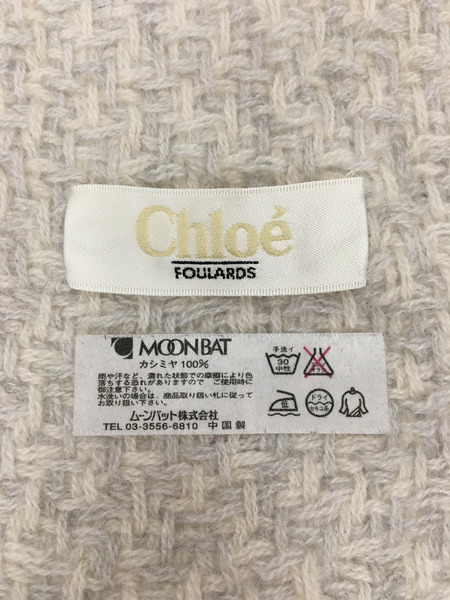 Chloé
FOULARDS
MOONBAT
カシミヤ 100%
雨や汗など、濡れた状態での摩擦により色
落ちする恐れがありますので ご使用時に
御注意下さい。
水洗いの場合は、商品取り扱い札に従って
お取り扱い下さい。
手洗イ
30
中性
低
ドライ
セキユ系
ムーンバット株式会社
TEL 03-3556-6810 中国製